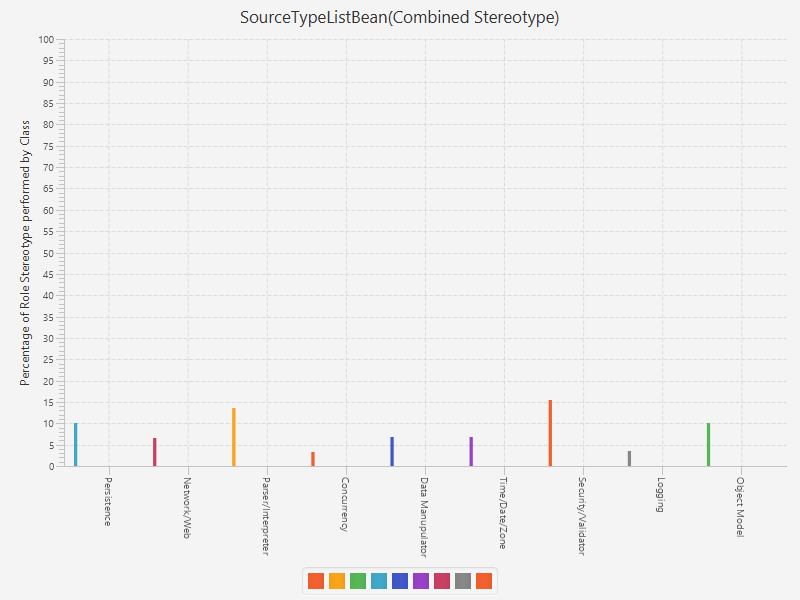 SourceTypeListBean(Combined Stereotype)
Percentage of Role Stereotype performed by Class
100
95
90
85
80
75
70
65
60
55
50
45
40
35
30
25
20
15
10
5
0
Persistence
Network/Web
Parser/Interpreter
Concurrency
Data Manupulator
Time/Date/Zone
Security/Validator
Logging
Object Model